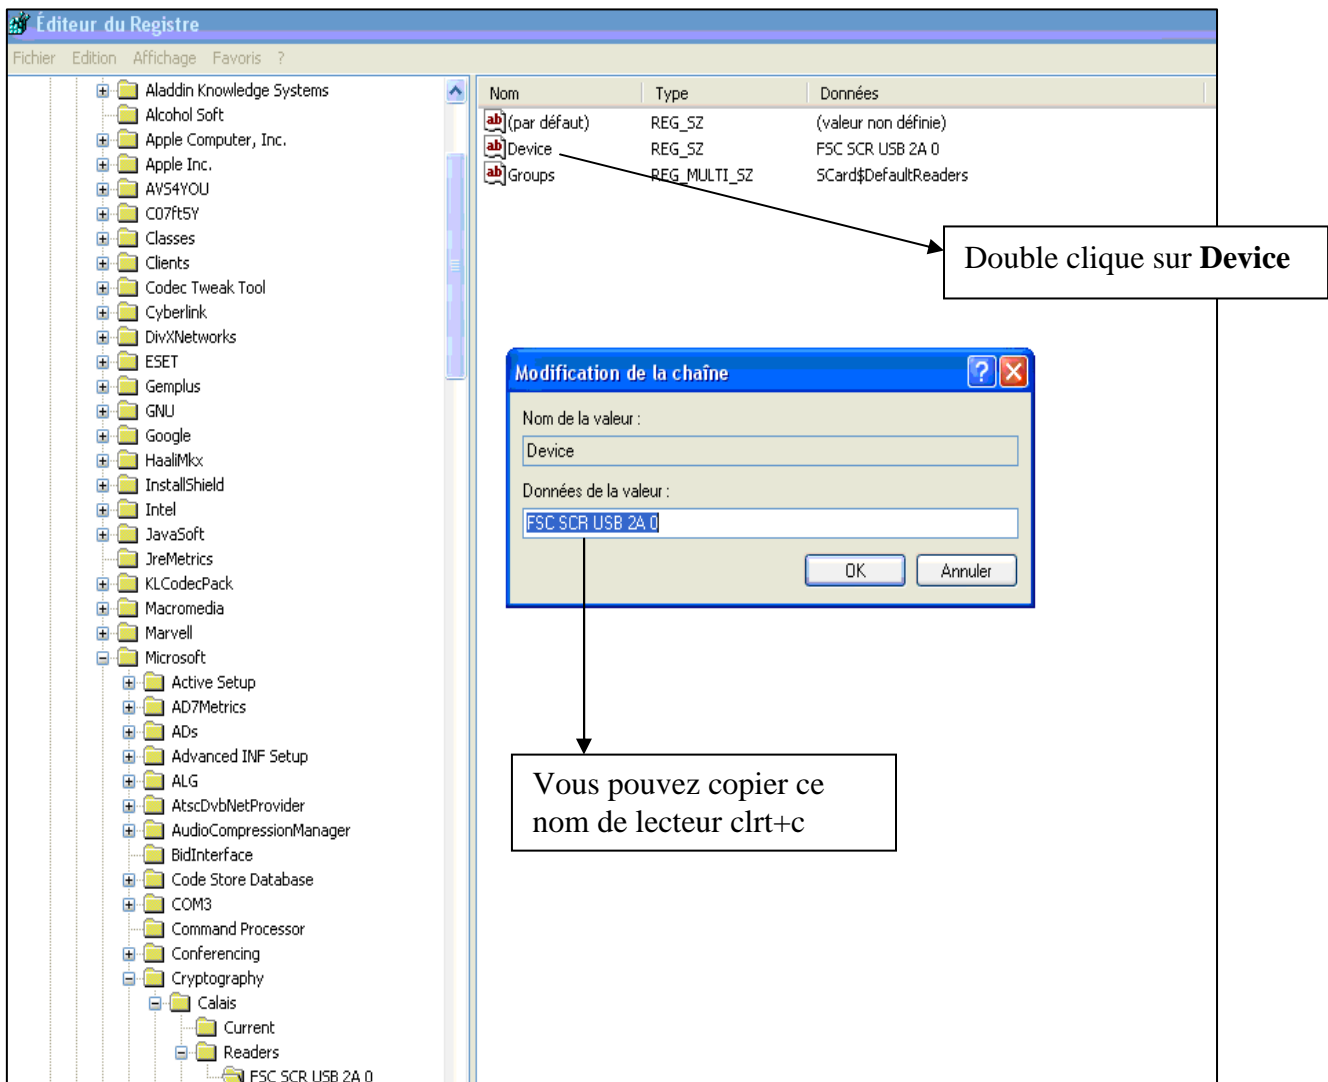 Éditeur du Registre
Fichier Edition Affichage Favoris ?
Aladdin Knowledge Systems
Alcohol Soft
Apple Computer, Inc.
Apple Inc.
AVS4YOU
C07ft5Y
Classes
Clients
Codec Tweak Tool
Cyberlink
DivXNetworks
ESET
Gemplus
GNU
Google
HaaliMkx
InstallShield
Intel
JavaSoft
JreMetrics
KLCodecPack
Macromedia
Marvell
Microsoft
Active Setup
AD7Metrics
ADs
Advanced INF Setup
ALG
AtscDvbNetProvider
AudioCompressionManager
BidInterface
Code Store Database
COM3
Command Processor
Conferencing
Cryptography
Calais
Current
Readers
FSC SCR USB 2A 0
Nom Type Données
ab (par défaut) REG_SZ (valeur non définie)
ab Device REG_SZ FSC SCR USB 2A 0
ab Groups REG_MULTI_SZ SCard$DefaultReaders
Double clique sur Device
Modification de la chaîne
Nom de la valeur :
Device
Données de la valeur :
FSC SCR USB 2A 0
OK Annuler
Vous pouvez copier ce
nom de lecteur clrt+c